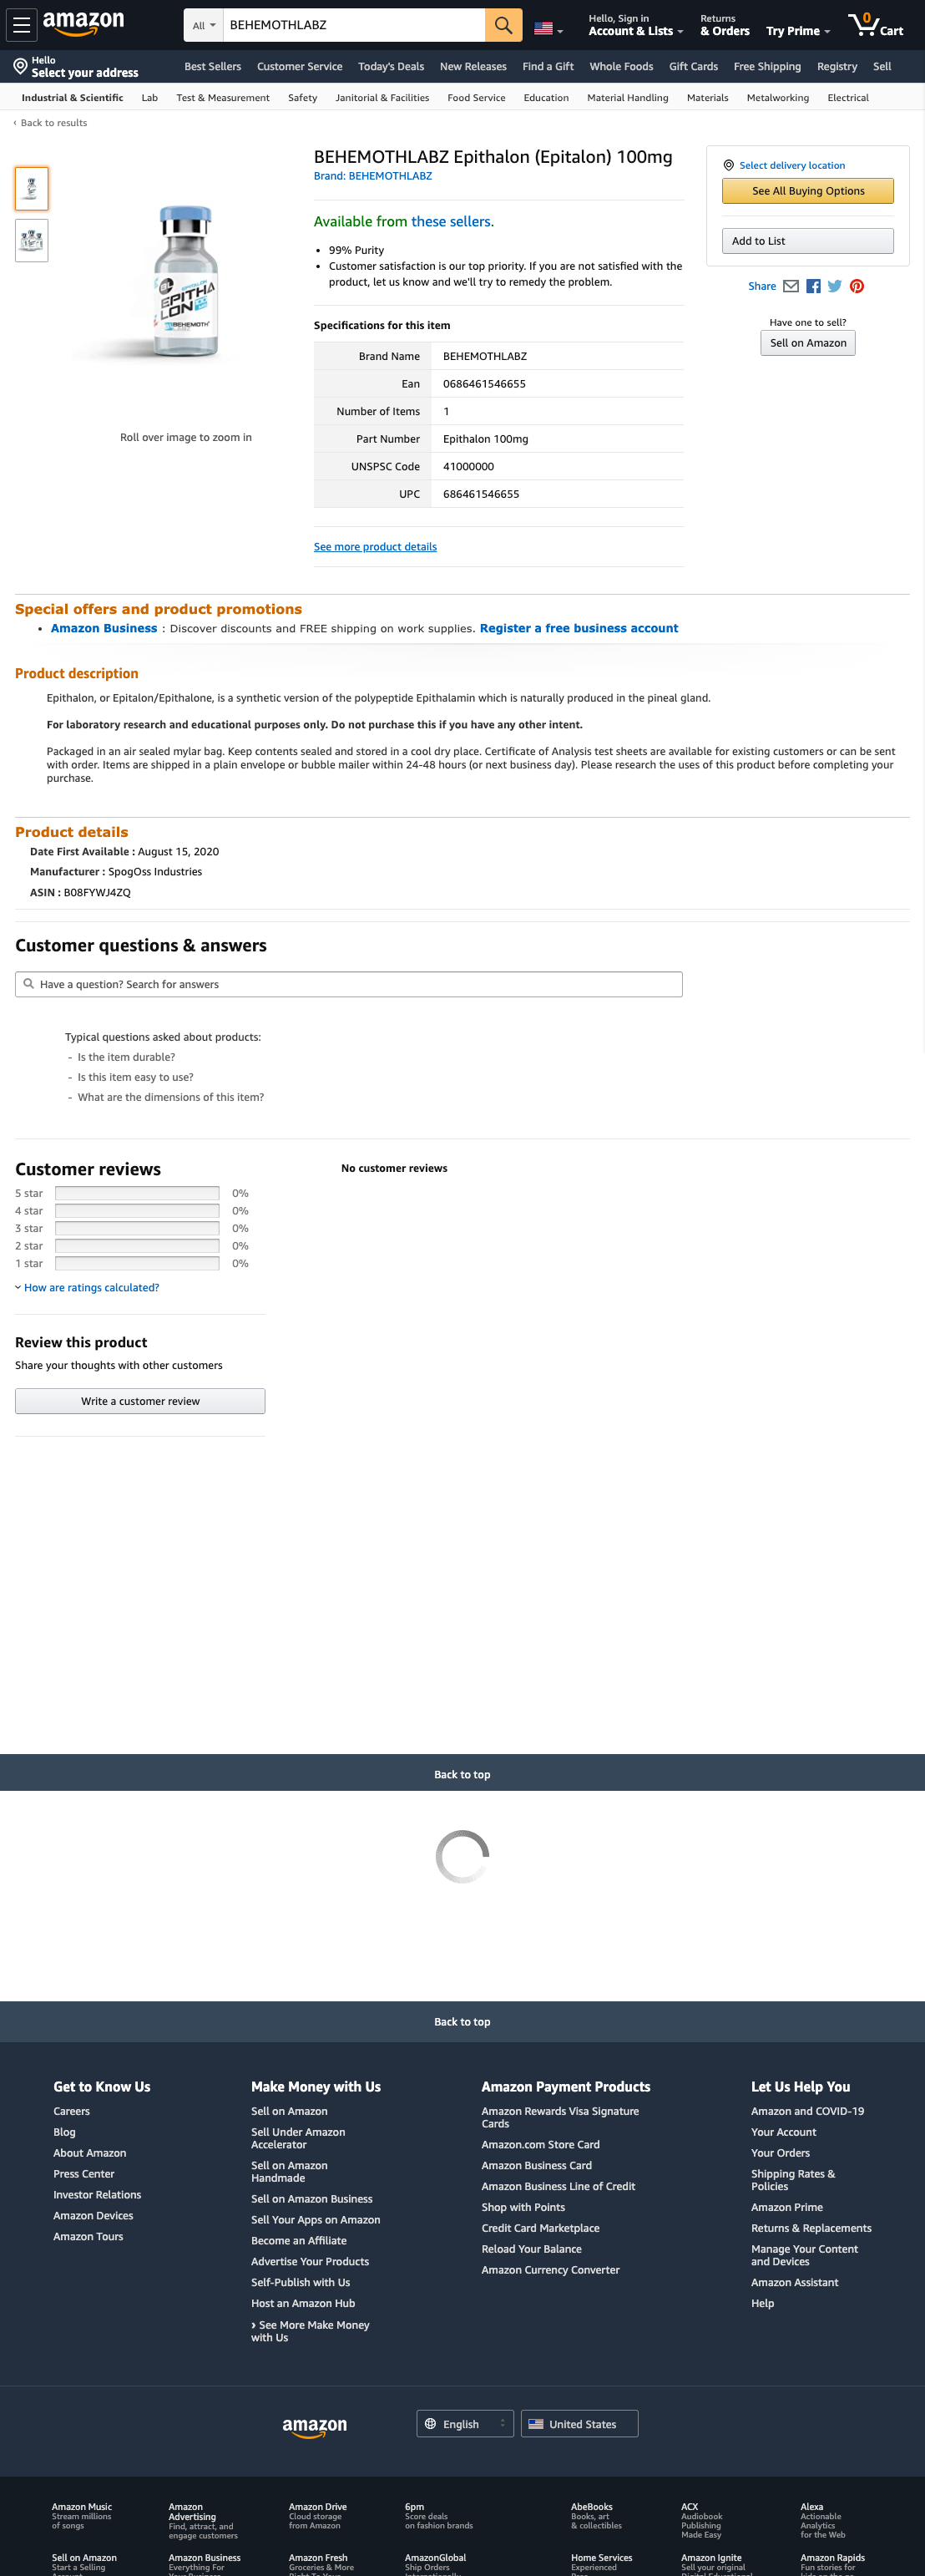 amazon
All
BEHEMOTHLABZ
Hello, Sign in
Account & Lists
Returns
& Orders
Try Prime
0
Cart
Hello
Select your address
Best Sellers Customer Service Today's Deals New Releases Find a Gift Whole Foods Gift Cards Free Shipping Registry Sell
Industrial & Scientific Lab Test & Measurement Safety Janitorial & Facilities Food Service Education Material Handling Materials Metalworking Electrical
‹ Back to results
BEHEMOTHLABZ Epithalon (Epitalon) 100mg
Brand: BEHEMOTHLABZ
Available from these sellers.
• 99% Purity
• Customer satisfaction is our top priority. If you are not satisfied with the
product, let us know and we'll try to remedy the problem.
Specifications for this item
Brand Name BEHEMOTHLABZ
Ean 0686461546655
Number of Items 1
Part Number Epithalon 100mg
UNSPSC Code 41000000
UPC 686461546655
See more product details
EPITHA
LON
BEHEMOTH
LABZ
Roll over image to zoom in
Select delivery location
See All Buying Options
Add to List
Share
Have one to sell?
Sell on Amazon
Special offers and product promotions
• Amazon Business : Discover discounts and FREE shipping on work supplies. Register a free business account
Product description
Epithalon, or Epitalon/Epithalone, is a synthetic version of the polypeptide Epithalamin which is naturally produced in the pineal gland.
For laboratory research and educational purposes only. Do not purchase this if you have any other intent.
Packaged in an air sealed mylar bag. Keep contents sealed and stored in a cool dry place. Certificate of Analysis test sheets are available for existing customers or can be sent
with order. Items are shipped in a plain envelope or bubble mailer within 24-48 hours (or next business day). Please research the uses of this product before completing your
purchase.
Product details
Date First Available : August 15, 2020
Manufacturer : SpogOss Industries
ASIN : B08FYWJ4ZQ
Customer questions & answers
Have a question? Search for answers
Typical questions asked about products:
- Is the item durable?
- Is this item easy to use?
- What are the dimensions of this item?
Customer reviews
5 star 0%
4 star 0%
3 star 0%
2 star 0%
1 star 0%
How are ratings calculated?
No customer reviews
Review this product
Share your thoughts with other customers
Write a customer review
Back to top
Back to top
Get to Know Us
Careers
Blog
About Amazon
Press Center
Investor Relations
Amazon Devices
Amazon Tours
Make Money with Us
Sell on Amazon
Sell Under Amazon
Accelerator
Sell on Amazon
Handmade
Sell on Amazon Business
Sell Your Apps on Amazon
Become an Affiliate
Advertise Your Products
Self-Publish with Us
Host an Amazon Hub
› See More Make Money
with Us
Amazon Payment Products
Amazon Rewards Visa Signature
Cards
Amazon.com Store Card
Amazon Business Card
Amazon Business Line of Credit
Shop with Points
Credit Card Marketplace
Reload Your Balance
Amazon Currency Converter
Let Us Help You
Amazon and COVID-19
Your Account
Your Orders
Shipping Rates &
Policies
Amazon Prime
Returns & Replacements
Manage Your Content
and Devices
Amazon Assistant
Help
amazon
English
United States
Amazon Music
Stream millions
of songs
Amazon
Advertising
Find, attract, and
engage customers
Amazon Drive
Cloud storage
from Amazon
6pm
Score deals
on fashion brands
AbeBooks
Books, art
& collectibles
ACX
Audiobook
Publishing
Made Easy
Alexa
Actionable
Analytics
for the Web
Sell on Amazon
Start a Selling
Amazon Business
Everything For
Amazon Fresh
Groceries & More
AmazonGlobal
Ship Orders
Home Services
Experienced
Amazon Ignite
Sell your original
Amazon Rapids
Fun stories for